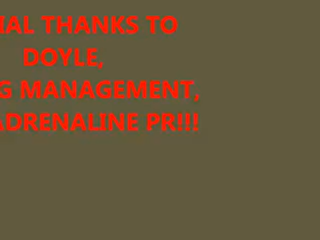 IAL THANKS TO
DOYLE,
G MANAGEMENT,
ADRENALINE PR!!!